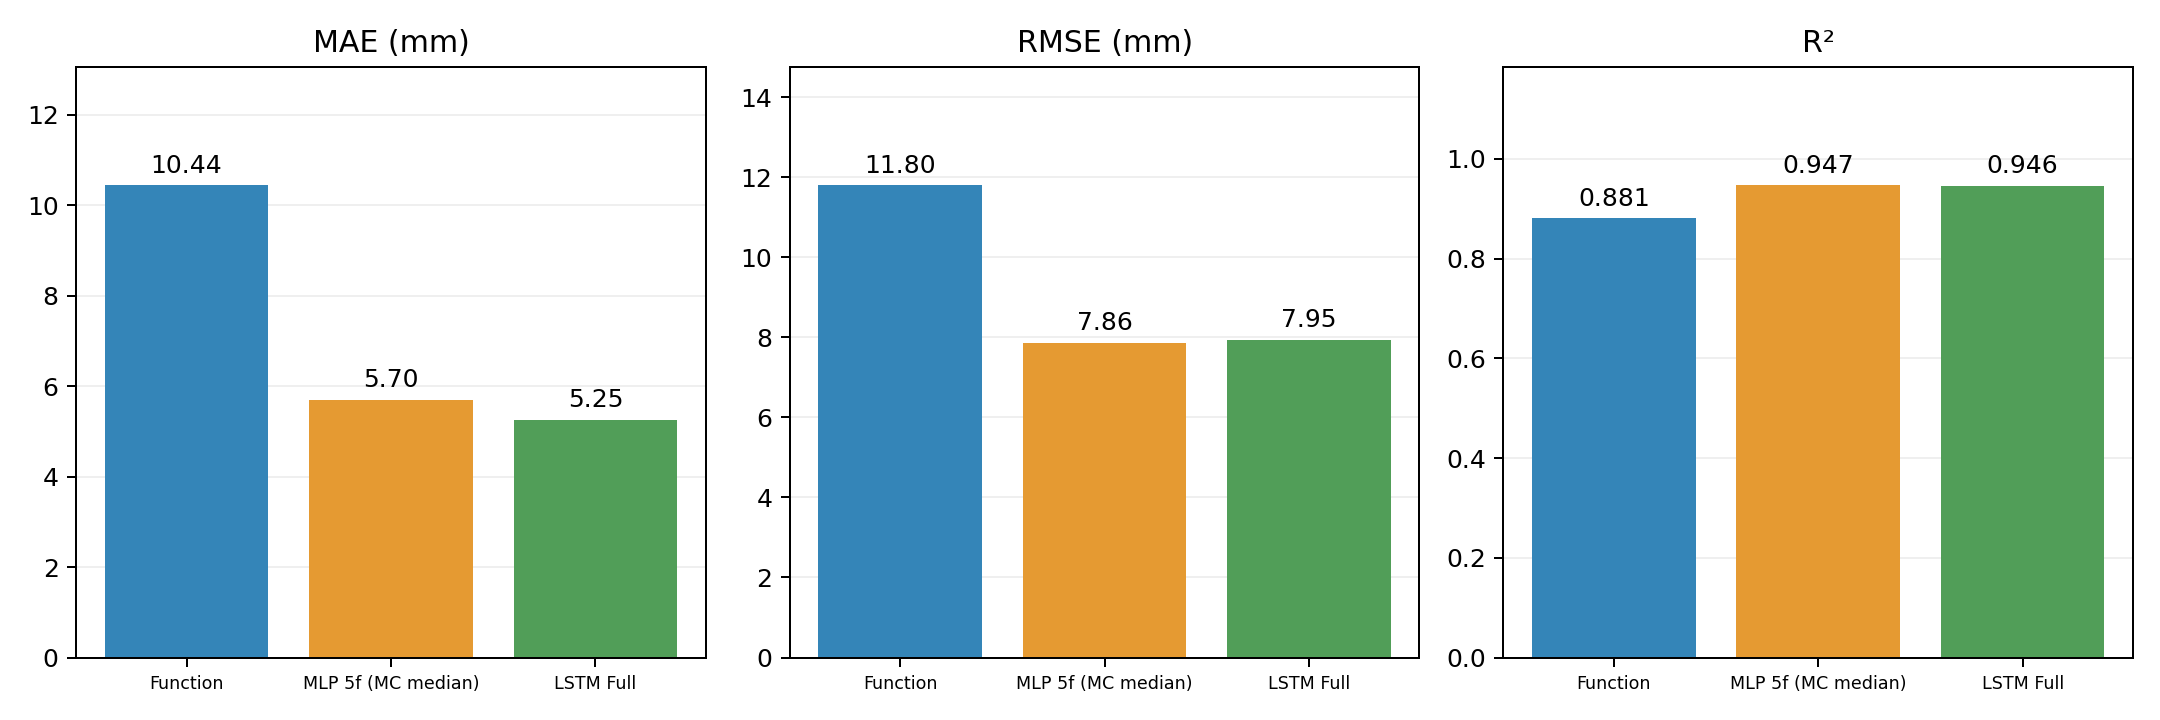 MAE (mm)
12
10
8
6
4
2
0
10.44
5.70
5.25
Function
MLP 5f (MC median)
LSTM Full
RMSE (mm)
14
12
10
8
6
4
2
0
11.80
7.86
7.95
Function
MLP 5f (MC median)
LSTM Full
R²
1.0
0.8
0.6
0.4
0.2
0.0
0.881
0.947
0.946
Function
MLP 5f (MC median)
LSTM Full